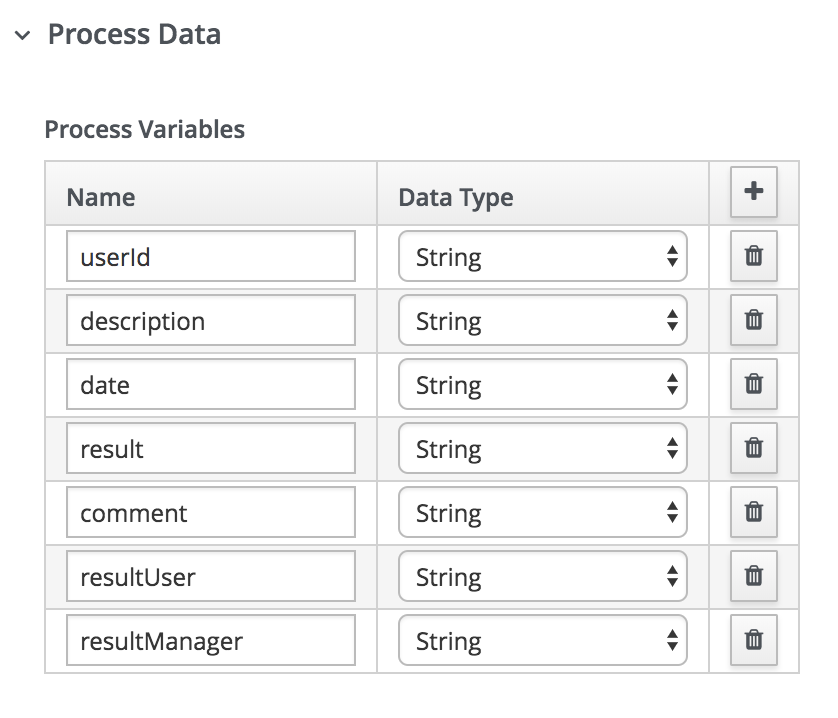 Process Data
Process Variables
Name Data Type
userId String
description String
date String
result String
comment String
resultUser String
resultManager String